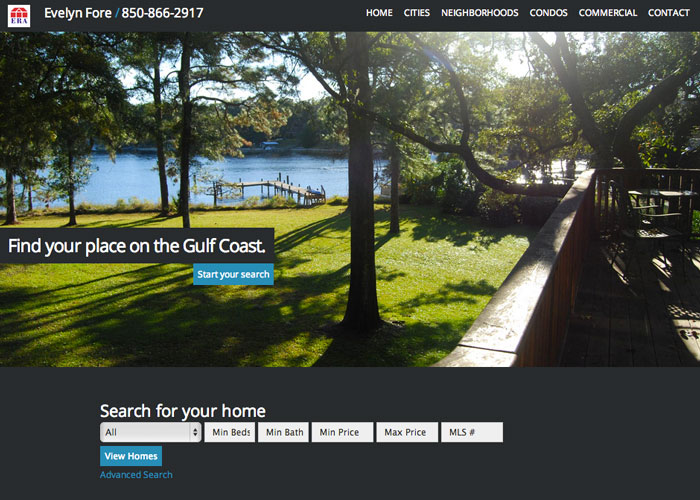 ERA
Evelyn Fore / 850-866-2917
HOME CITIES NEIGHBORHOODS CONDOS COMMERCIAL CONTACT
Find your place on the Gulf Coast.
Start your search
Search for your home
All Min Beds Min Bath Min Price Max Price MLS #
View Homes
Advanced Search